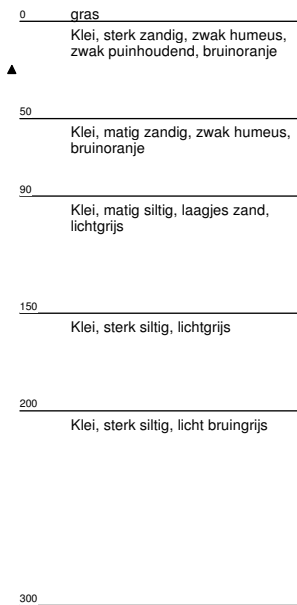 0 gras
Klei, sterk zandig, zwak humeus,
zwak puinhoudend, bruinoranje
50
Klei, matig zandig, zwak humeus,
bruinoranje
90
Klei, matig siltig, laagjes zand,
lichtgrijs
150
Klei, sterk siltig, lichtgrijs
200
Klei, sterk siltig, licht bruingrijs
300